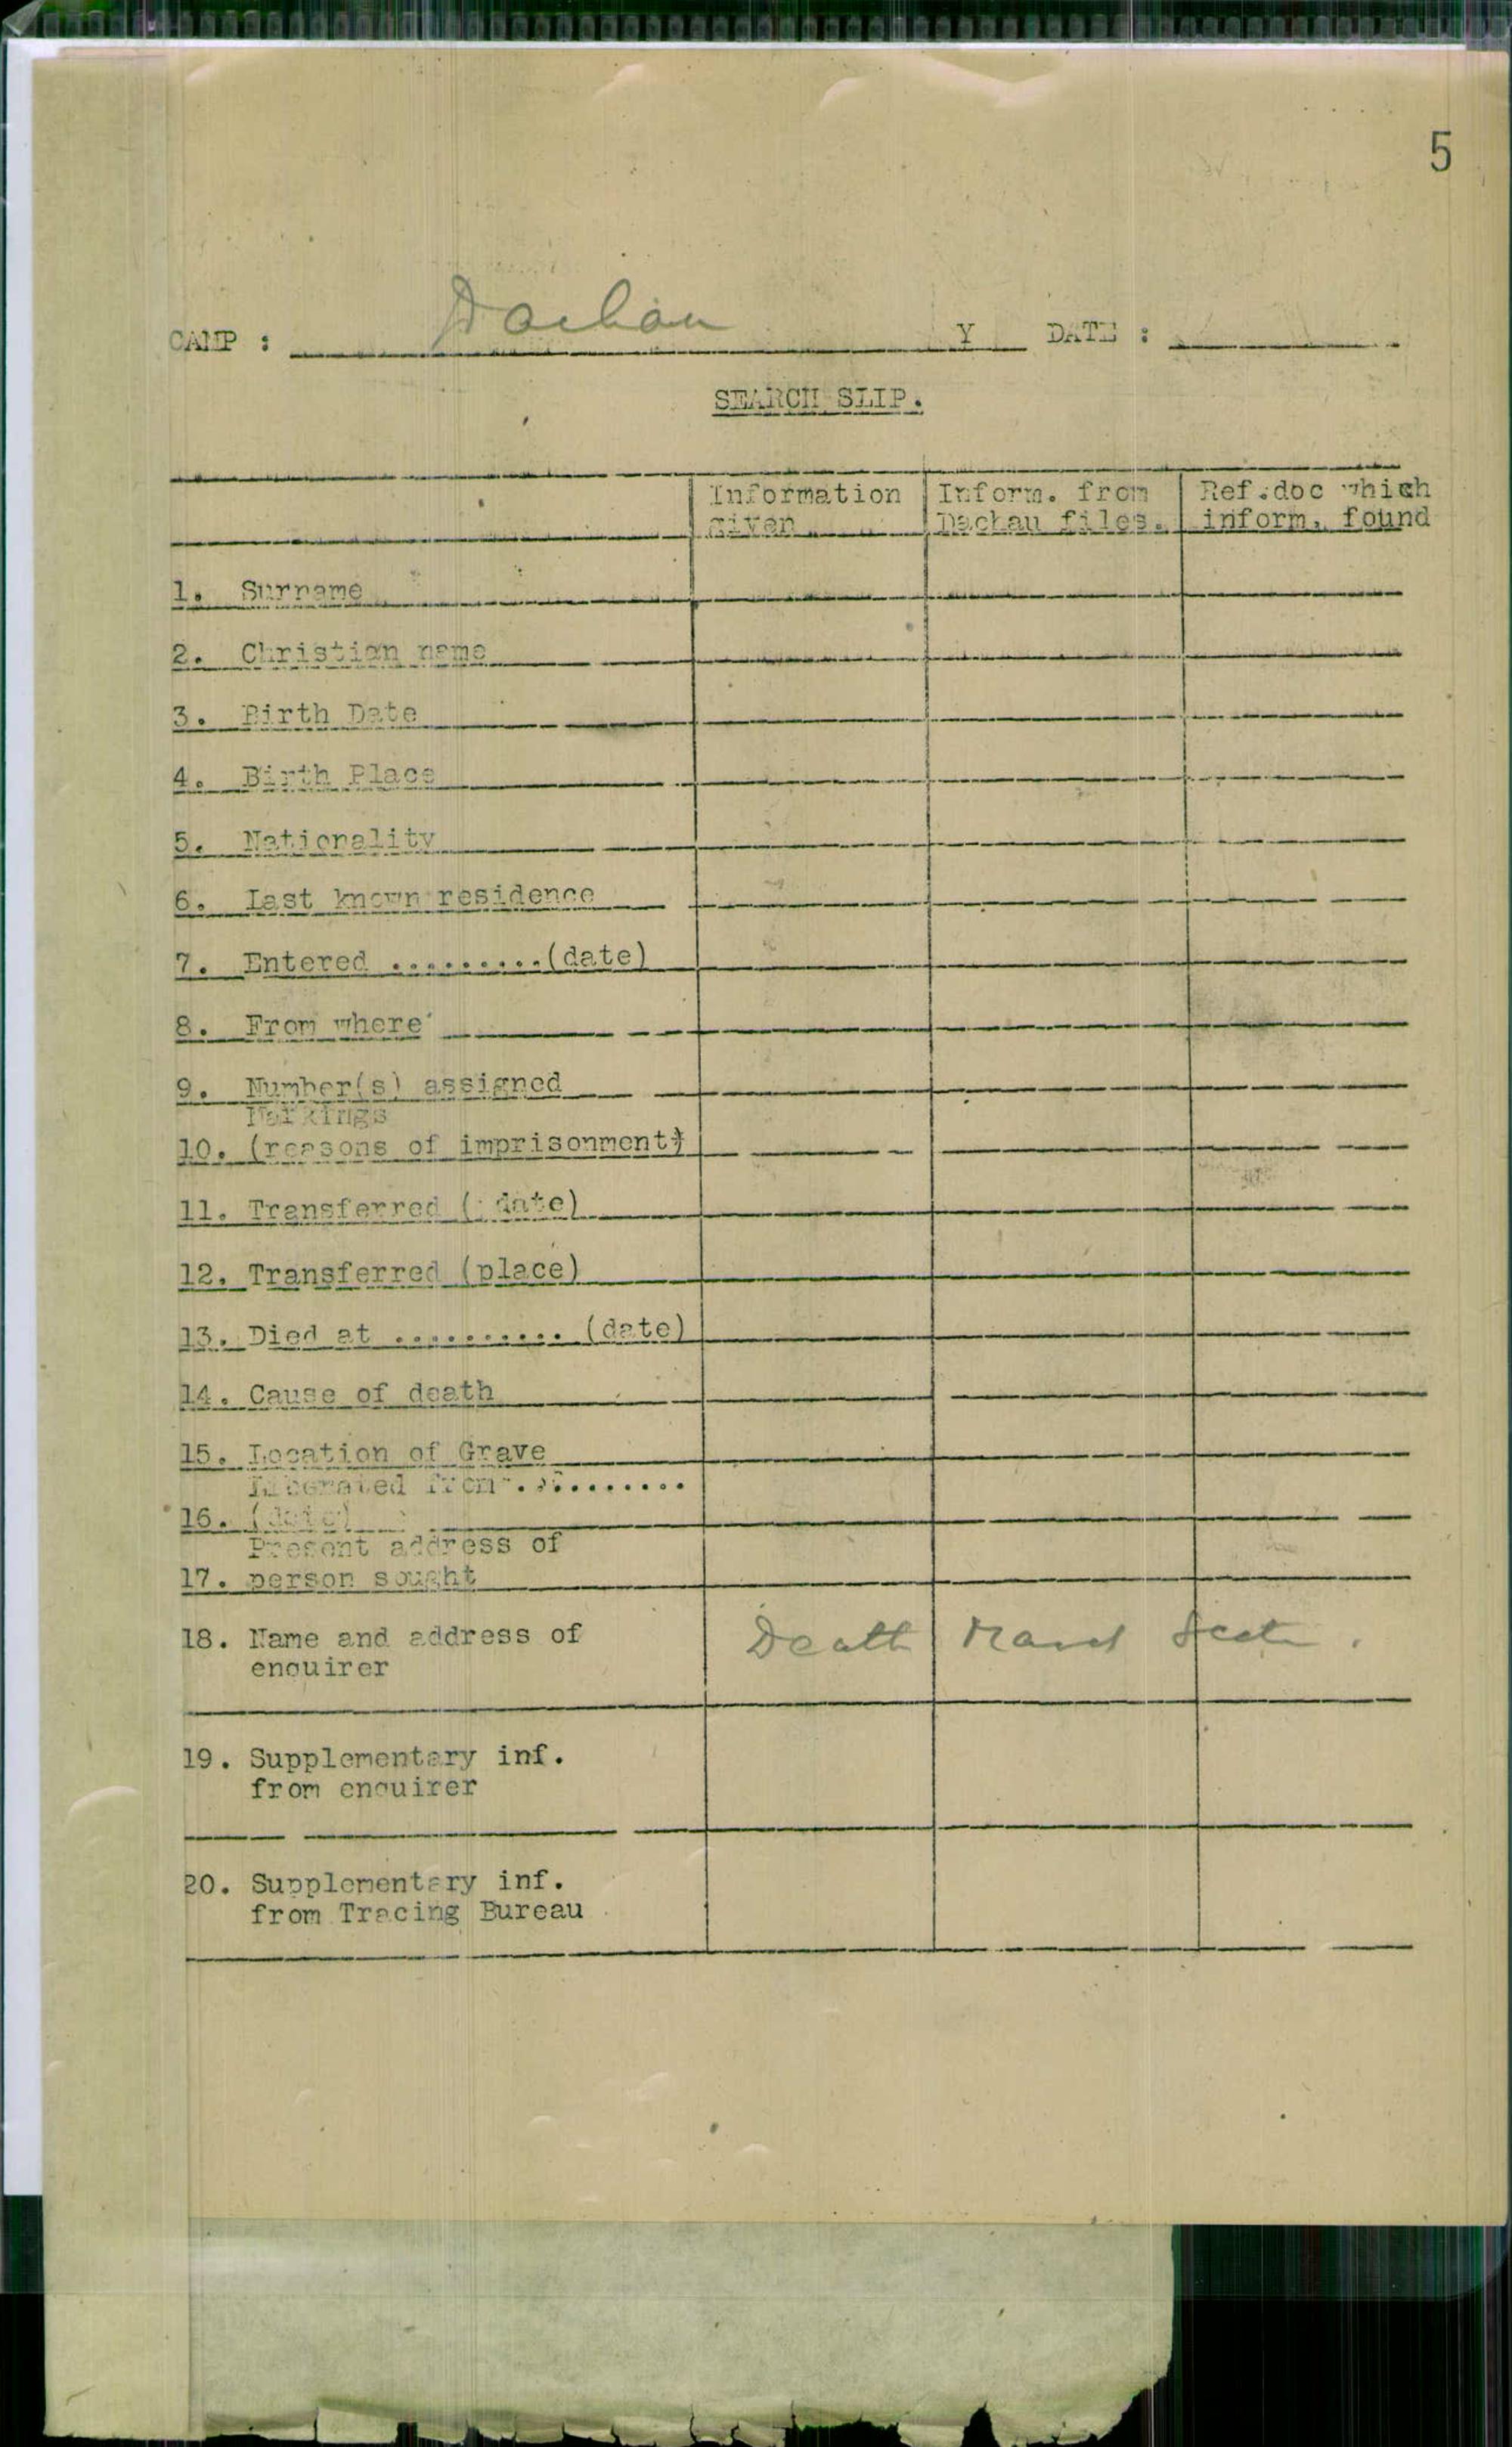 5
CAMP : Dachau Y DATE :
SEARCH SLIP.
Information given Inform. from Dachau files. Ref.doc which inform. found
1. Surname
2. Christian name
3. Birth Date
4. Birth Place
5. Nationality
6. Last known residence
7. Entered ..........(date)
8. From where
9. Number(s) assigned
Markings
10. (reasons of imprisonment)
11. Transferred ( date)
12. Transferred (place)
13. Died at ........... (date)
14. Cause of death
15. Location of Grave
Liberated from ..........
16. (date)
Present address of
17. person sought
18. Name and address of Death
enquirer
19. Supplementary inf.
from enquirer
20. Supplementary inf.
from Tracing Bureau